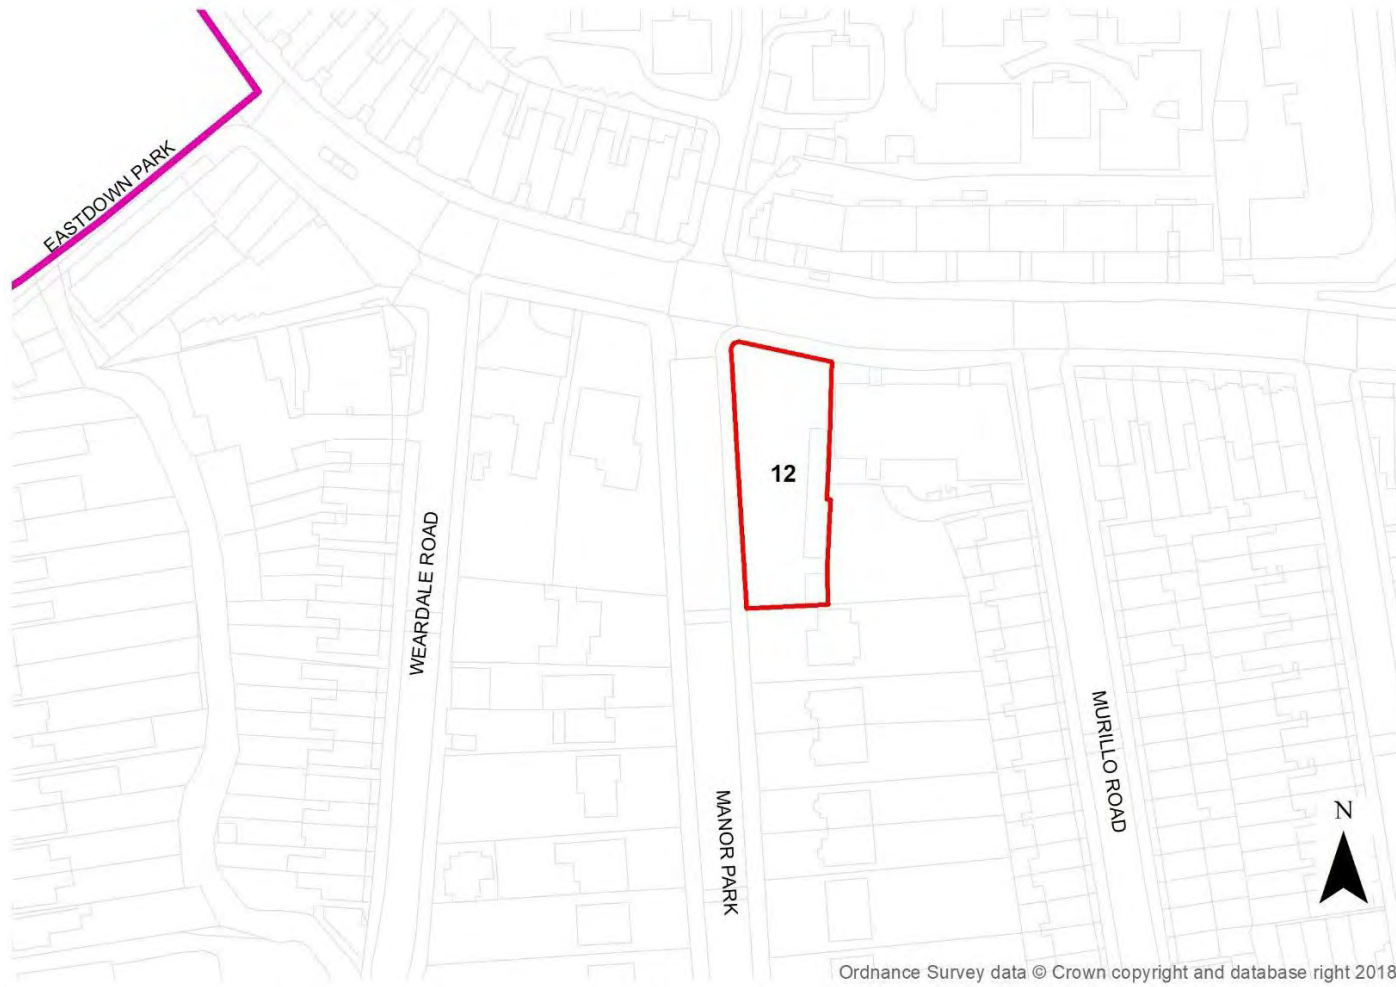 EASTDOWN PARK
12
WEARDALE ROAD
MANOR PARK
MURILLO ROAD
N
Ordnance Survey data © Crown copyright and database right 2018